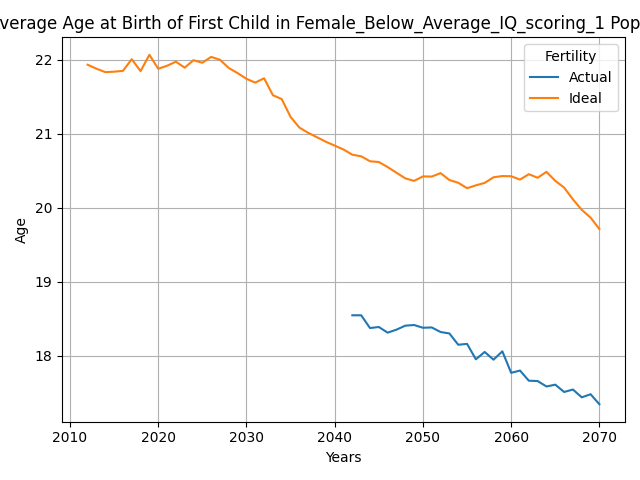 verage Age at Birth of First Child in Female_Below_Average_IQ_scoring_1 Pop
Fertility
Actual
Ideal
22
21
20
19
18
Age
2010 2020 2030 2040 2050 2060 2070
Years